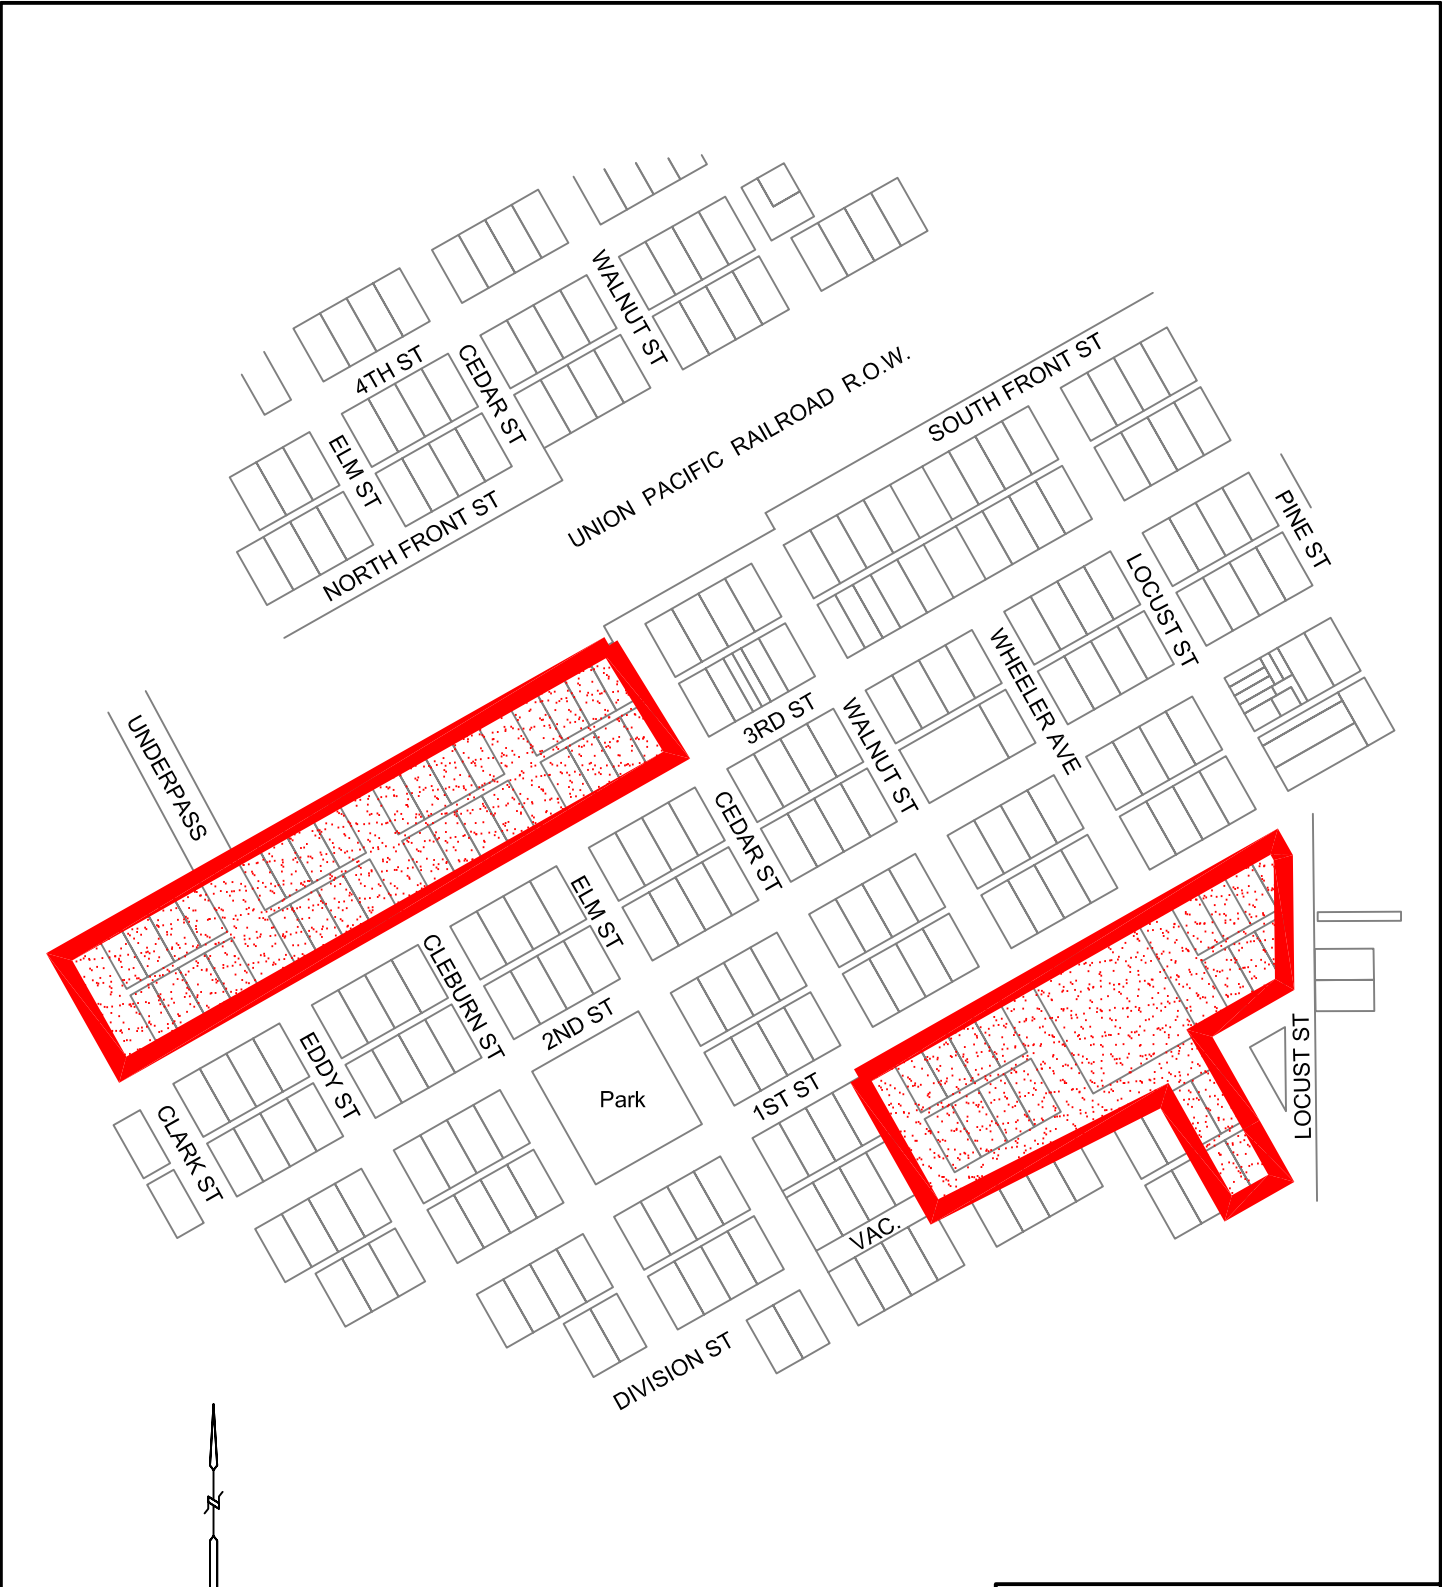 WALNUT ST
4TH ST
CEDAR ST
SOUTH FRONT ST
UNION PACIFIC RAILROAD R.O.W.
ELM ST
NORTH FRONT ST
PINE ST
LOCUST ST
WHEELER AVE
3RD ST
WALNUT ST
UNDERPASS
CEDAR ST
ELM ST
CLEBURN ST
2ND ST
EDDY ST
Park
1ST ST
CLARK ST
LOCUST ST
VAC.
DIVISION ST
N